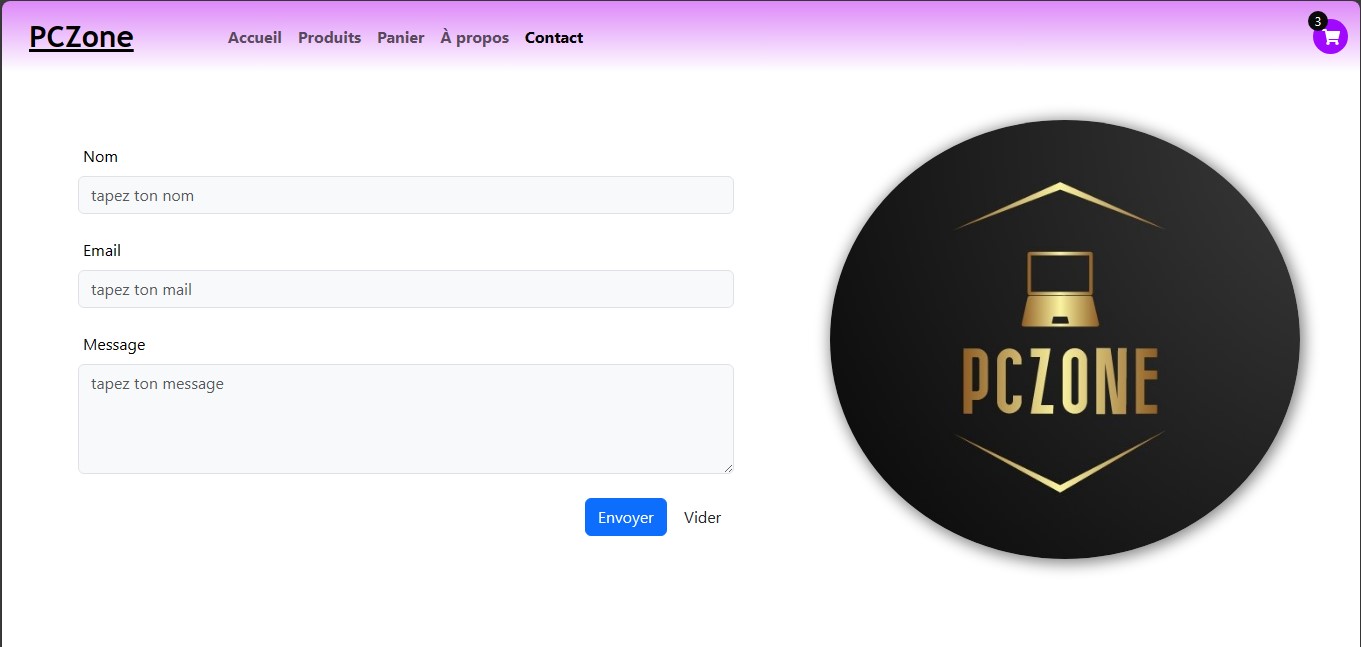 PCZone
Accueil Produits Panier À propos Contact
3
Nom
tapez ton nom
Email
tapez ton mail
Message
tapez ton message
Envoyer Vider
PCZONE